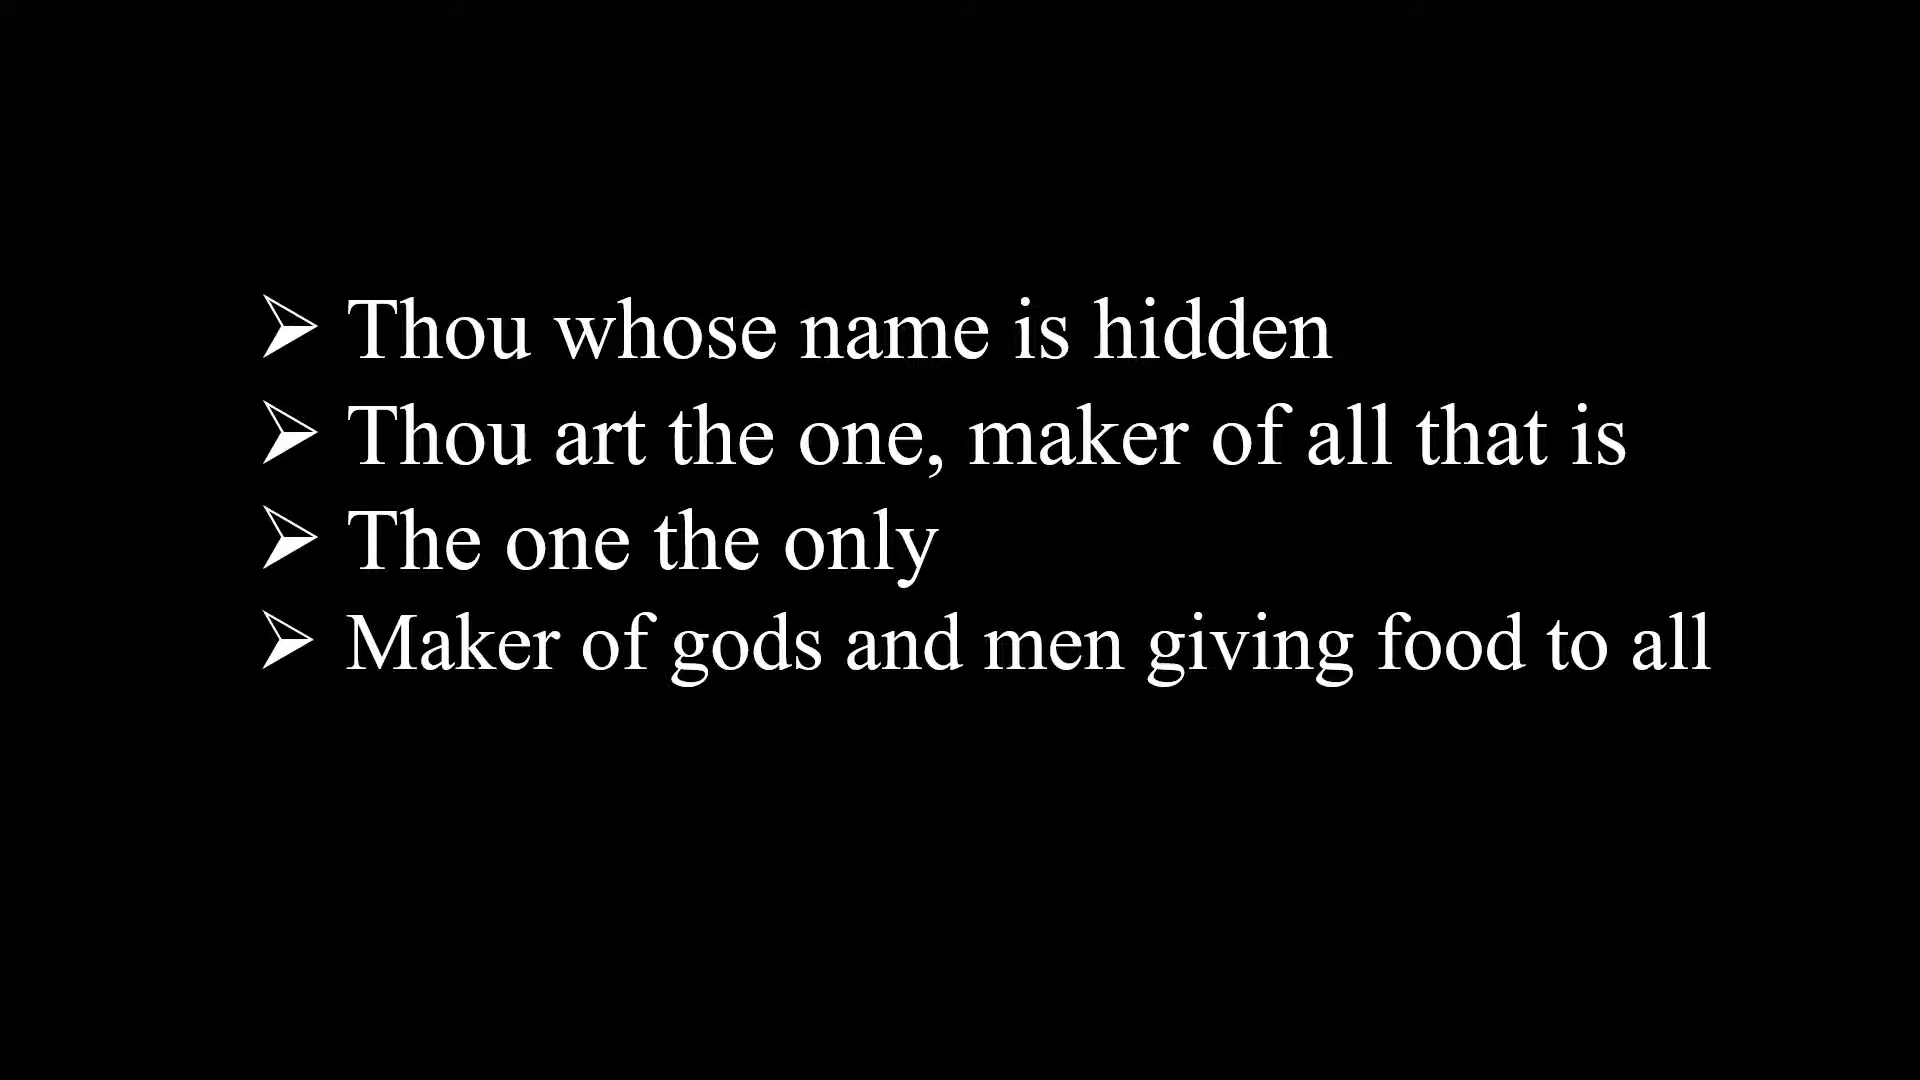 ➢ Thou whose name is hidden
➢ Thou art the one, maker of all that is
➢ The one the only
➢ Maker of gods and men giving food to all